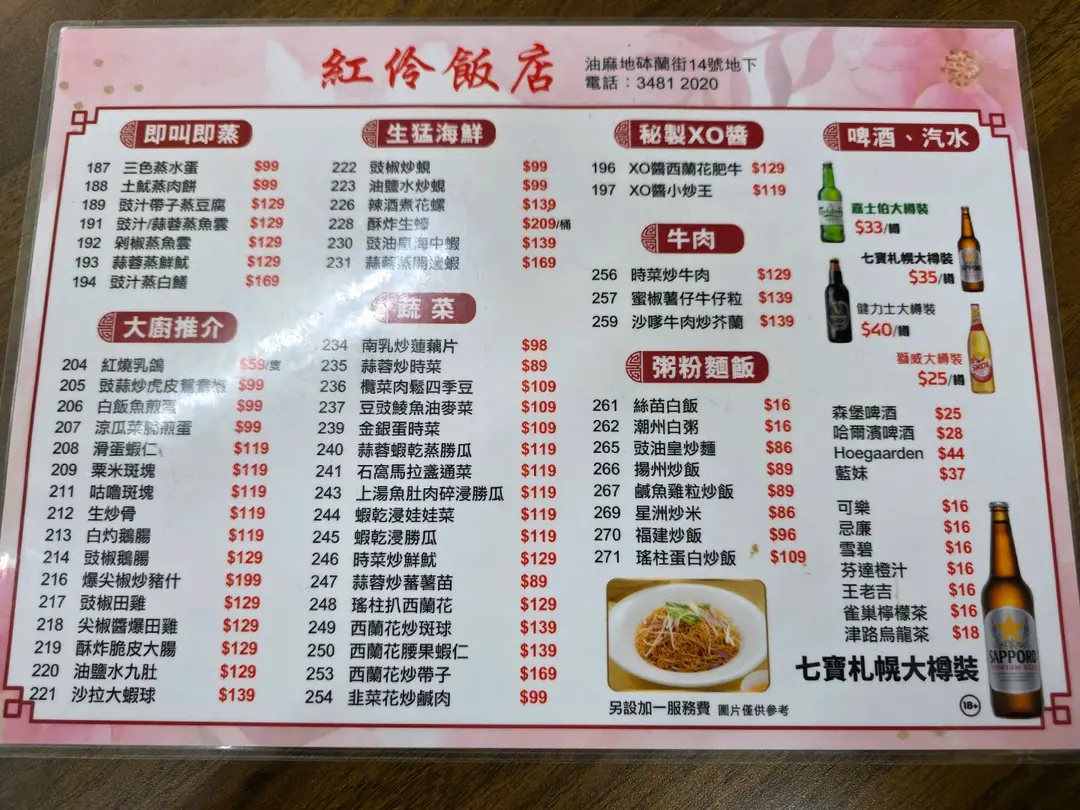 紅伶飯店
油麻地砵蘭街14號地下
電話：3481 2020
即叫即蒸
187 三色蒸水蛋 $99
188 土魷蒸肉餅 $99
189 豉汁帶子蒸豆腐 $129
191 豉汁/蒜蓉蒸魚雲 $129
192 剁椒蒸魚雲 $129
193 蒜蓉蒸鮮魷 $129
194 豉汁蒸白鱔 $169
大廚推介
204 紅燒乳鴿 $59/隻
205 豉蒜炒虎皮鴛鴦椒 $99
206 白飯魚煎蛋 $99
207 涼瓜菜脯煎蛋 $99
208 滑蛋蝦仁 $119
209 粟米斑塊 $119
211 咕嚕斑塊 $119
212 生炒骨 $119
213 白灼鵝腸 $119
214 豉椒鵝腸 $129
216 爆尖椒炒豬什 $199
217 豉椒田雞 $129
218 尖椒醬爆田雞 $129
219 酥炸脆皮大腸 $129
220 油鹽水九肚 $129
221 沙拉大蝦球 $139
生猛海鮮
222 豉椒炒蜆 $99
223 油鹽水炒蜆 $99
226 辣酒煮花螺 $139
228 酥炸生蠔 $209/桶
230 豉油皇海中蝦 $139
231 蒜蓉蒸開邊蝦 $169
蔬菜
234 南乳炒蓮藕片 $98
235 蒜蓉炒時菜 $89
236 欖菜肉鬆四季豆 $109
237 豆豉鯪魚油麥菜 $109
239 金銀蛋時菜 $109
240 蒜蓉蝦乾蒸勝瓜 $119
241 石窩馬拉盞通菜 $119
243 上湯魚肚肉碎浸勝瓜 $119
244 蝦乾浸娃娃菜 $119
245 蝦乾浸勝瓜 $119
246 時菜炒鮮魷 $129
247 蒜蓉炒蕃薯苗 $89
248 瑤柱扒西蘭花 $129
249 西蘭花炒斑球 $139
250 西蘭花腰果蝦仁 $139
253 西蘭花炒帶子 $169
254 韭菜花炒鹹肉 $99
秘製XO醬
196 XO醬西蘭花肥牛 $129
197 XO醬小炒王 $119
牛肉
256 時菜炒牛肉 $129
257 蜜椒薯仔牛仔粒 $139
259 沙嗲牛肉炒芥蘭 $139
粥粉麵飯
261 絲苗白飯 $16
262 潮州白粥 $16
265 豉油皇炒麵 $86
266 揚州炒飯 $89
267 鹹魚雞粒炒飯 $89
269 星洲炒米 $86
270 福建炒飯 $96
271 瑤柱蛋白炒飯 $109
另設加一服務費 圖片僅供參考
啤酒、汽水
嘉士伯大樽裝
$33/樽
七寶札幌大樽裝
$35/樽
健力士大樽裝
$40/樽
獅威大樽裝
$25/樽
森堡啤酒 $25
哈爾濱啤酒 $28
Hoegaarden $44
藍妹 $37
可樂 $16
忌廉 $16
雪碧 $16
芬達橙汁 $16
王老吉 $16
雀巢檸檬茶 $16
津路烏龍茶 $18
七寶札幌大樽裝
SAPPORO
18+